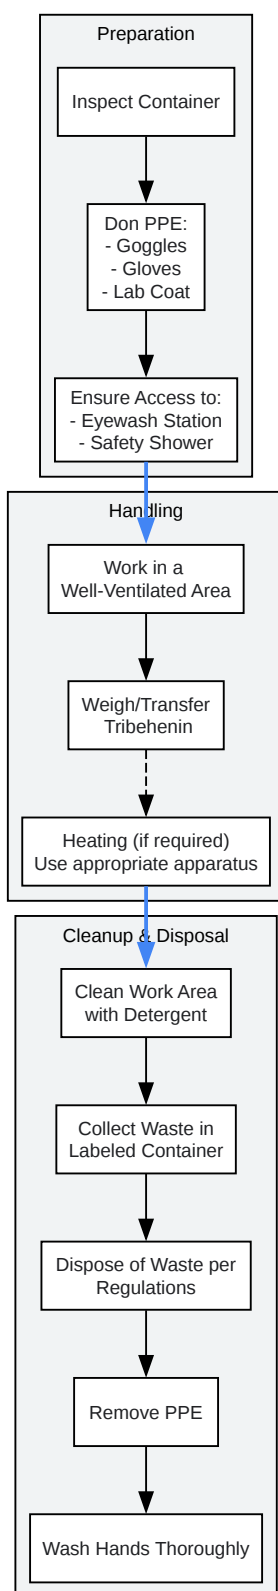 Preparation
Inspect Container
Don PPE:
- Goggles
- Gloves
- Lab Coat
Ensure Access to:
- Eyewash Station
- Safety Shower
Handling
Work in a
Well-Ventilated Area
Weigh/Transfer
Tribehenin
Heating (if required)
Use appropriate apparatus
Cleanup & Disposal
Clean Work Area
with Detergent
Collect Waste in
Labeled Container
Dispose of Waste per
Regulations
Remove PPE
Wash Hands Thoroughly